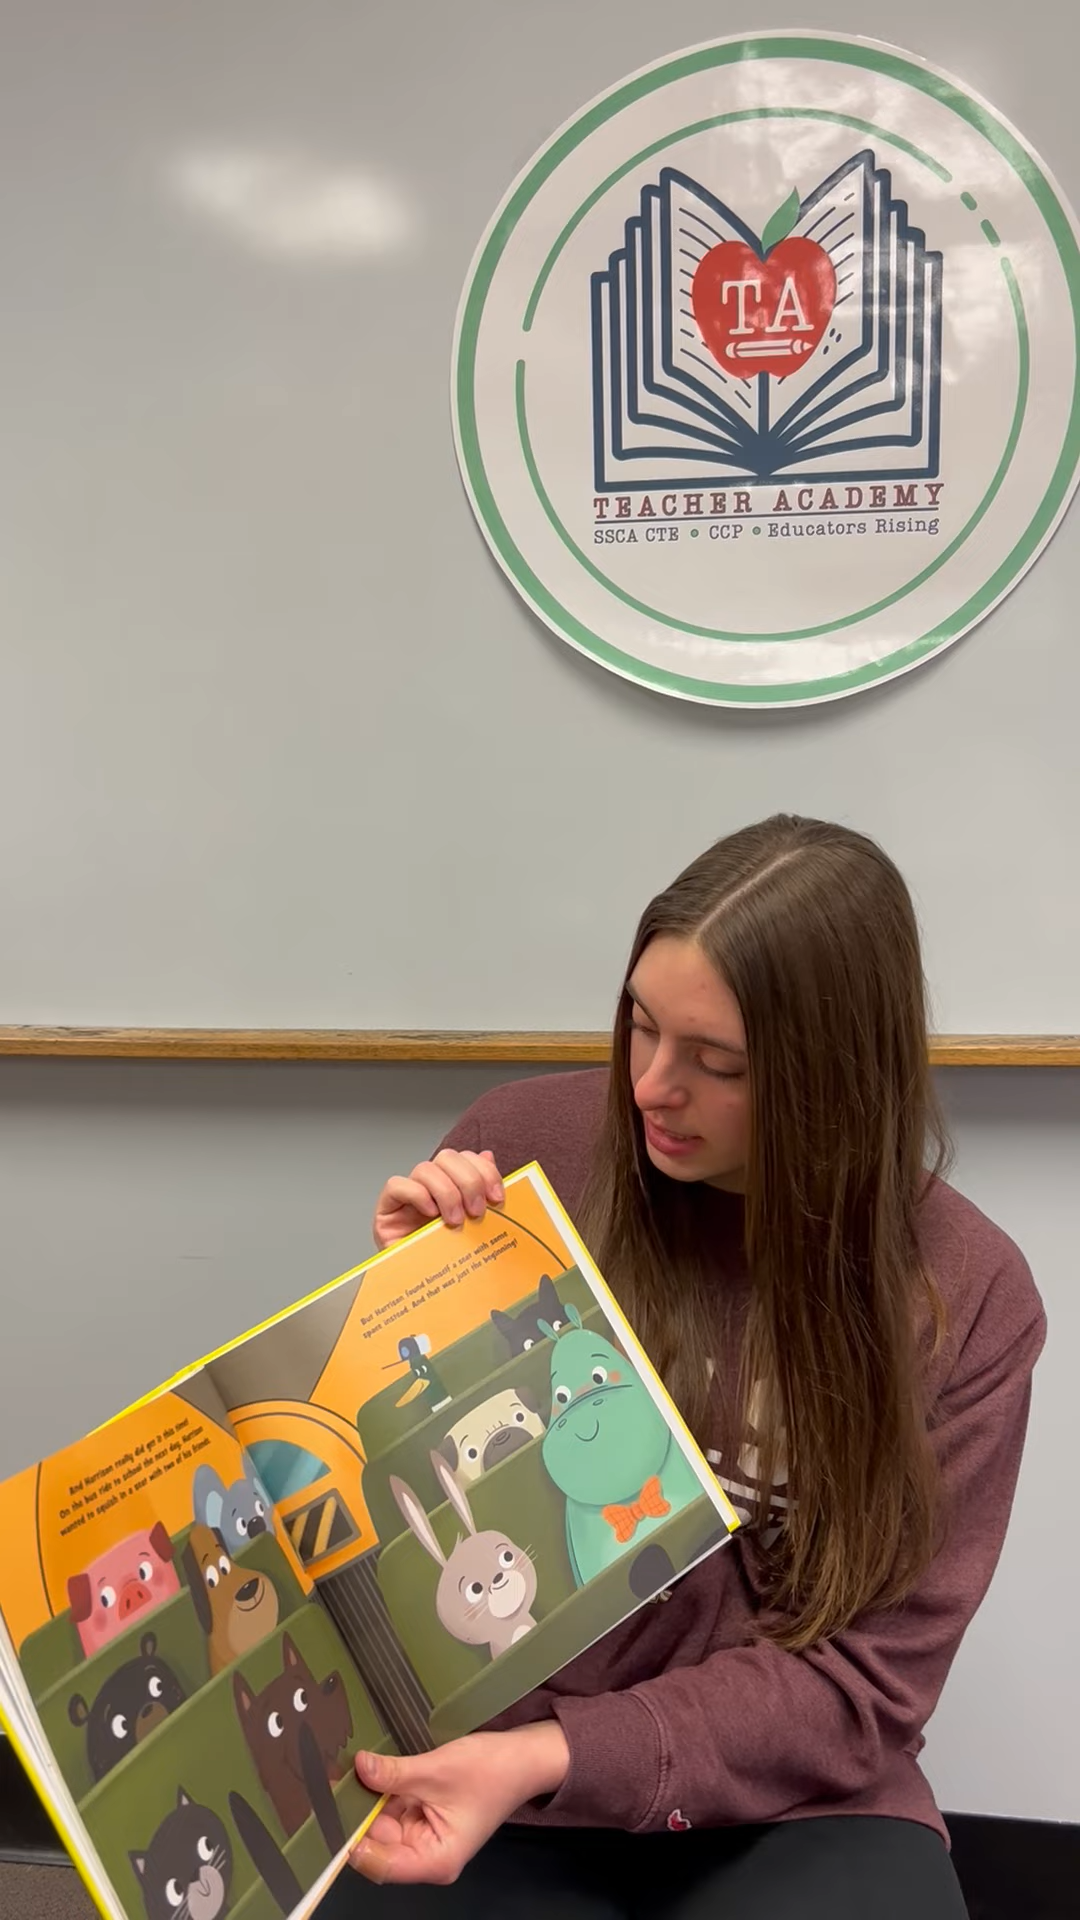 TA
TEACHER ACADEMY
SSCA CTE • CCP • Educators Rising
But Harrison found himself a seat with some
space instead. And that was just the beginning!
And Harrison really did get it this time!
On the bus ride to school the next day, Harrison
wanted to squish in a seat with two of his friends.